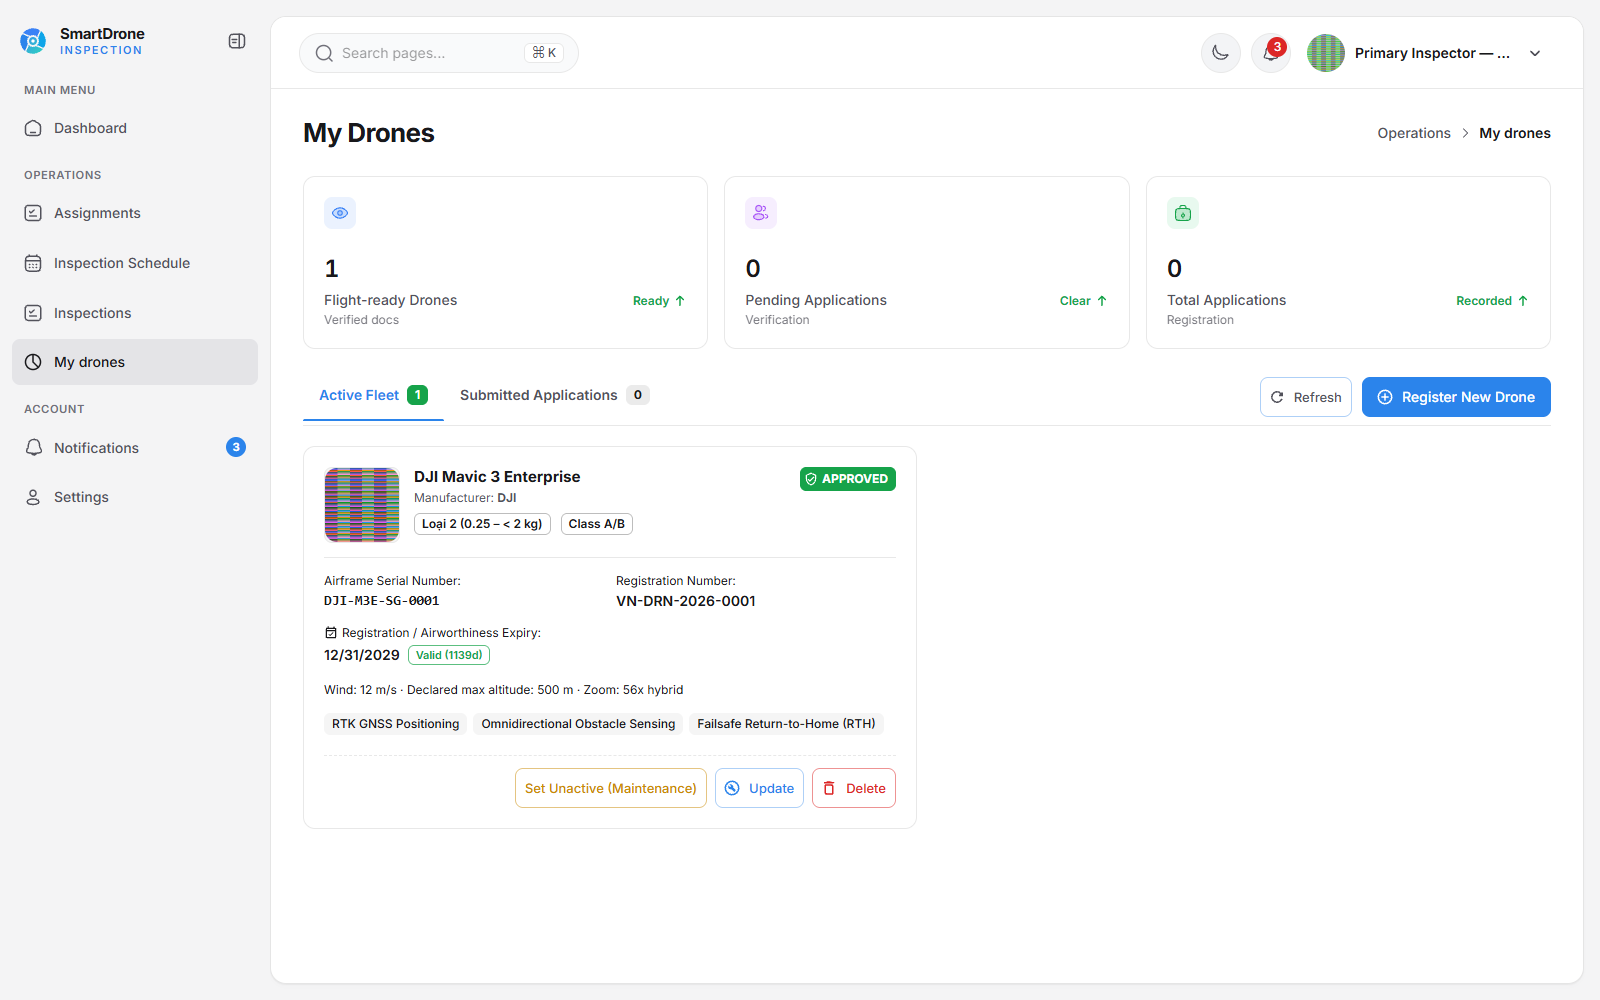 SmartDrone
INSPECTION
MAIN MENU
Dashboard
OPERATIONS
Assignments
Inspection Schedule
Inspections
My drones
ACCOUNT
Notifications 3
Settings
Search pages... ⌘ K
3
Primary Inspector — ...
My Drones
Operations > My drones
1
Flight-ready Drones Ready ↑
Verified docs
0
Pending Applications Clear ↑
Verification
0
Total Applications Recorded ↑
Registration
Active Fleet 1 Submitted Applications 0
Refresh Register New Drone
DJI Mavic 3 Enterprise
APPROVED
Manufacturer: DJI
Loại 2 (0.25 – < 2 kg) Class A/B
Airframe Serial Number:
DJI-M3E-SG-0001
Registration Number:
VN-DRN-2026-0001
Registration / Airworthiness Expiry:
12/31/2029 Valid (1139d)
Wind: 12 m/s · Declared max altitude: 500 m · Zoom: 56x hybrid
RTK GNSS Positioning Omnidirectional Obstacle Sensing Failsafe Return-to-Home (RTH)
Set Unactive (Maintenance) Update Delete